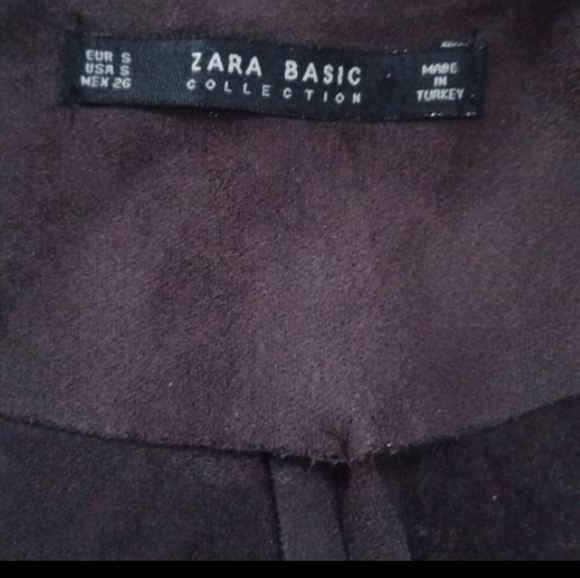 EUR S
USA S
MEX 26
ZARA BASIC
COLLECTION
MADE
IN
TURKEY